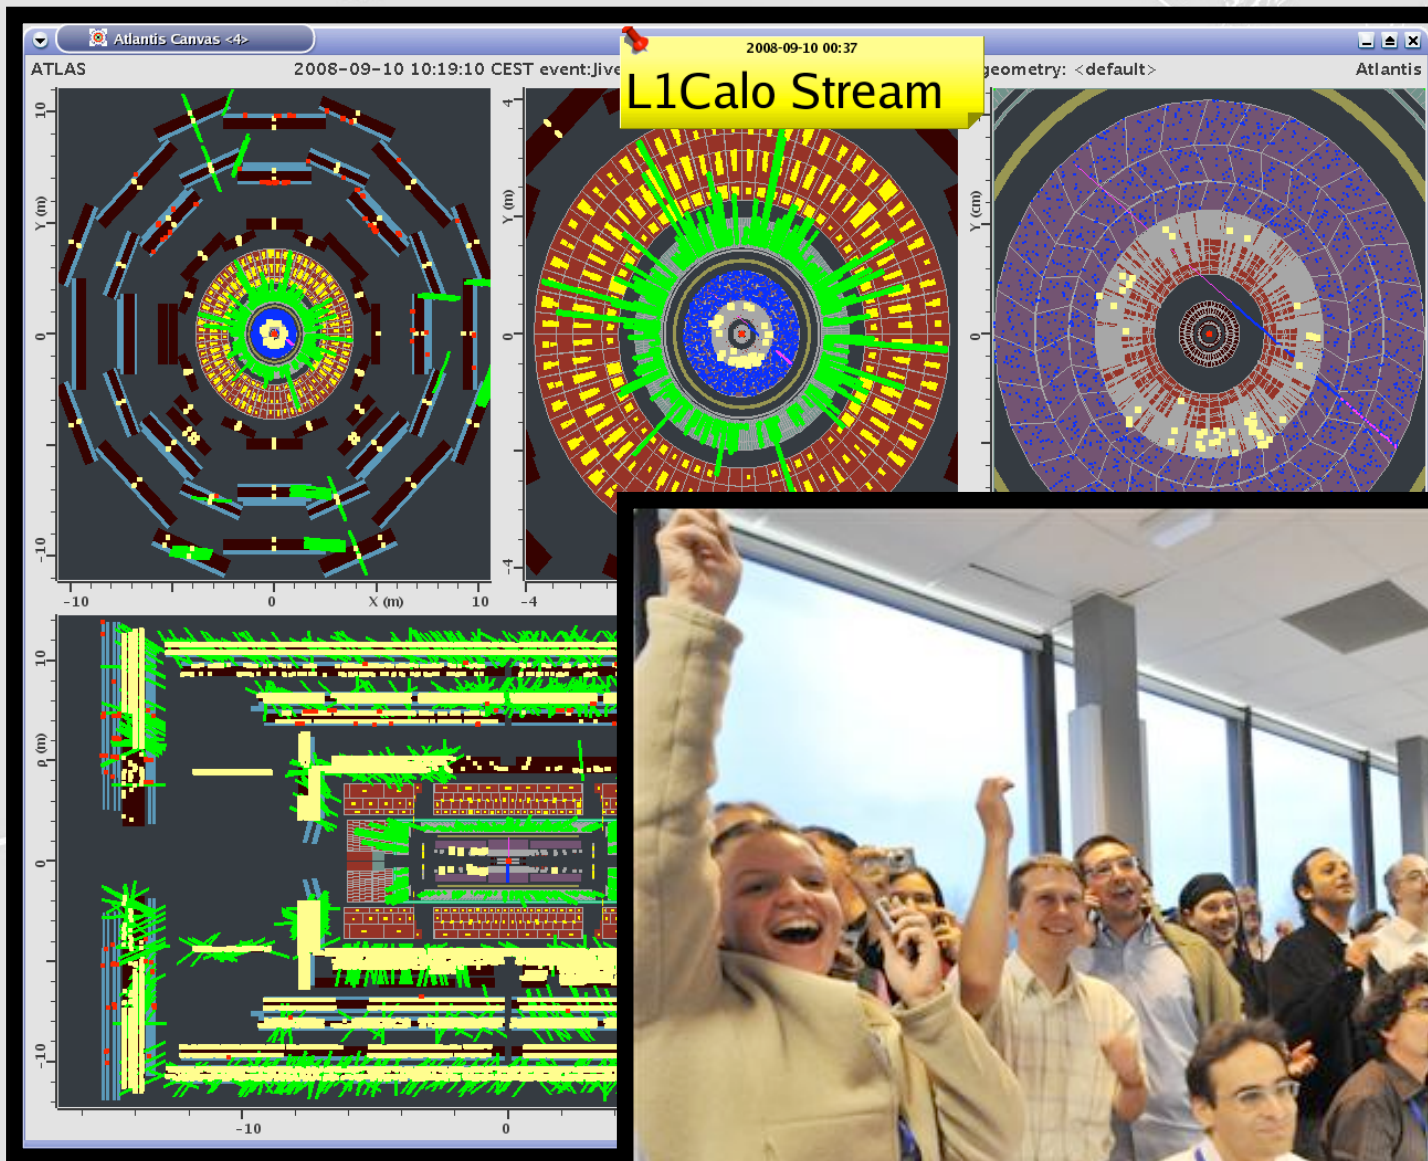 Atlantis Canvas <4>
2008-09-10 00:37
L1Calo Stream
ATLAS 2008-09-10 10:19:10 CEST event:Jive geometry: <default> Atlantis
10
Y (m)
0
-10
-10 0 X (m) 10
4
Y (m)
0
-4
-4
Y (cm)
0
10
ρ (m)
0
-10
-10 0